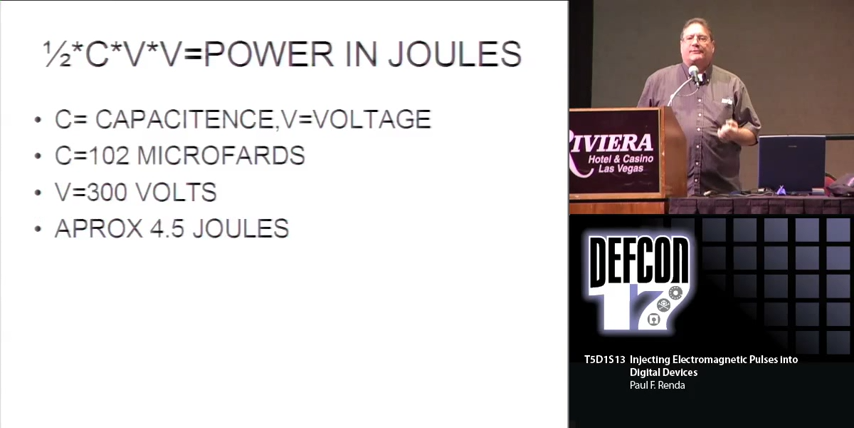 ½*C*V*V=POWER IN JOULES
• C= CAPACITENCE,V=VOLTAGE
• C=102 MICROFARDS
• V=300 VOLTS
• APROX 4.5 JOULES
RIVIERA
Hotel & Casino
Las Vegas
DEFCON
17
T5D1S13 Injecting Electromagnetic Pulses into
Digital Devices
Paul F. Renda